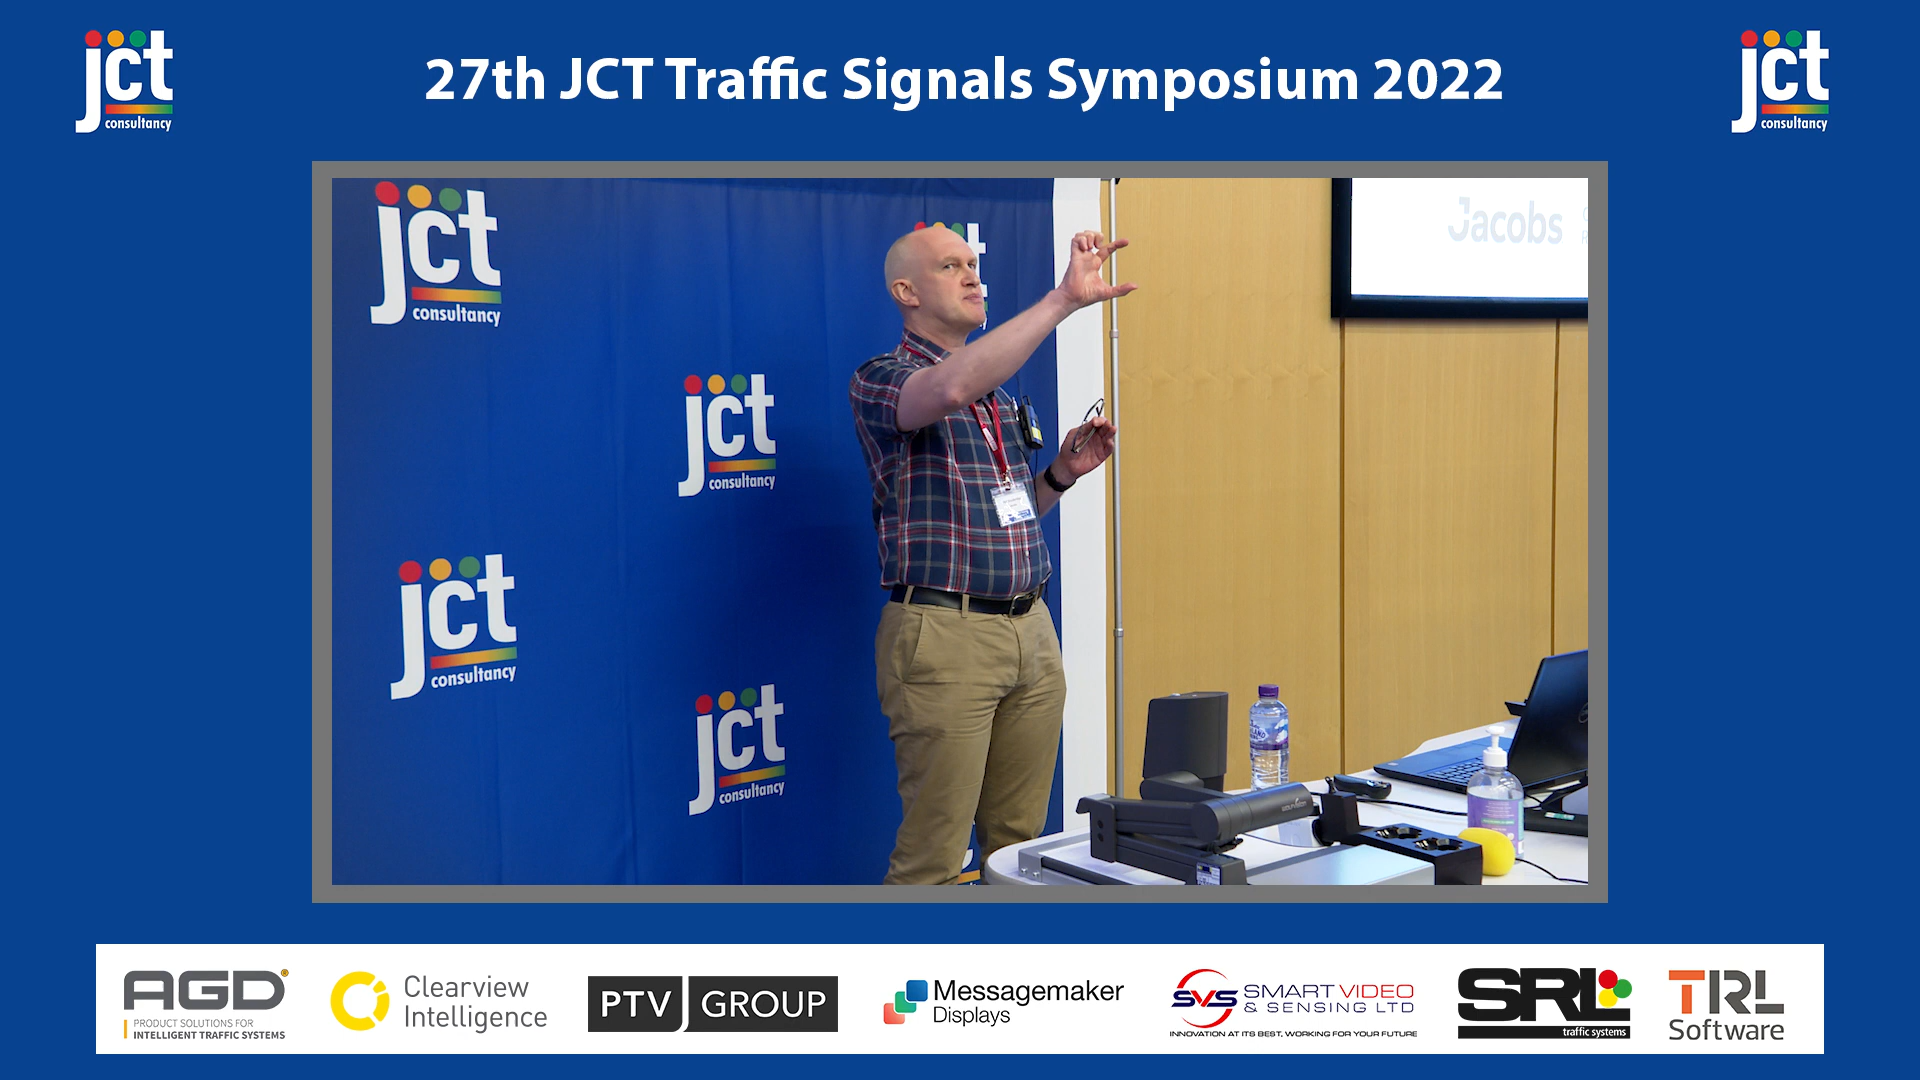 jct
consultancy
27th JCT Traffic Signals Symposium 2022
jct
consultancy
jct
consultancy
jct
Jacobs
jct
consultancy
jct
consultancy
jct
consultancy
AGD
PRODUCT SOLUTIONS FOR
INTELLIGENT TRAFFIC SYSTEMS
Clearview
Intelligence
PTV GROUP
Messagemaker
Displays
SVS SMART VIDEO
& SENSING LTD
INNOVATION AT ITS BEST, WORKING FOR YOUR FUTURE
SRL
traffic systems
TRL
Software